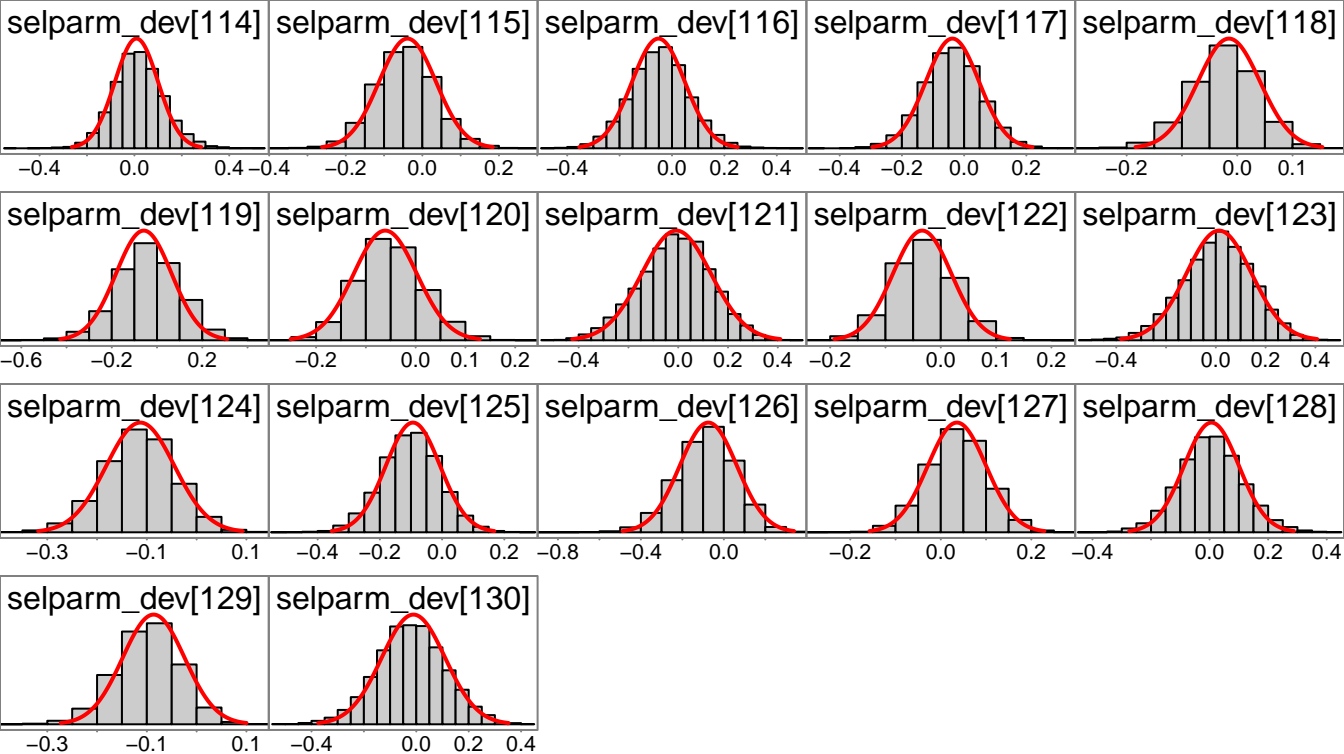 selparm_dev[114] selparm_dev[115] selparm_dev[116] selparm_dev[117] selparm_dev[118]
−0.4 0.0 0.4 −0.4 −0.2 0.0 0.2 −0.4 −0.2 0.0 0.2 −0.4 −0.2 0.0 0.2 −0.2 0.0 0.1
selparm_dev[119] selparm_dev[120] selparm_dev[121] selparm_dev[122] selparm_dev[123]
−0.6 −0.2 0.2 −0.2 0.0 0.1 0.2 −0.4 0.0 0.2 0.4 −0.2 0.0 0.1 0.2 −0.4 0.0 0.2 0.4
selparm_dev[124] selparm_dev[125] selparm_dev[126] selparm_dev[127] selparm_dev[128]
−0.3 −0.1 0.1 −0.4 −0.2 0.0 0.2 −0.8 −0.4 0.0 −0.2 0.0 0.1 0.2 −0.4 0.0 0.2 0.4
selparm_dev[129] selparm_dev[130]
−0.3 −0.1 0.1 −0.4 0.0 0.2 0.4